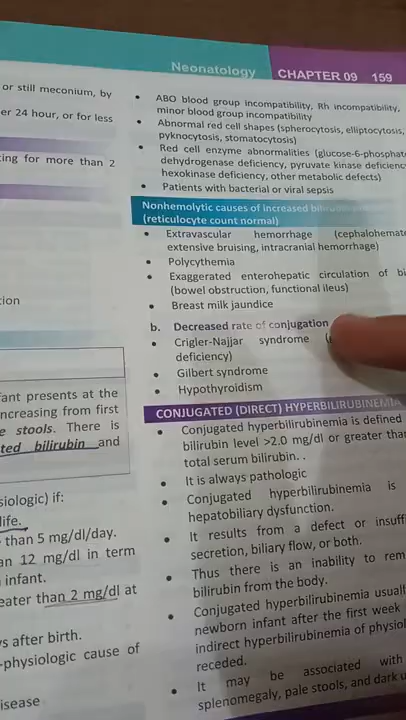 Neonatology CHAPTER 09 159
or still meconium, by
er 24 hour, or for less
ing for more than 2
tion
fant presents at the
ncreasing from first
e stools. There is
ted bilirubin and
siologic) if:
life.
than 5 mg/dl/day.
an 12 mg/dl in term
infant.
eater than 2 mg/dl at
s after birth.
-physiologic cause of
isease
• ABO blood group incompatibility, Rh incompatibility,
minor blood group incompatibility
• Abnormal red cell shapes (spherocytosis, elliptocytosis,
pyknocytosis, stomatocytosis)
• Red cell enzyme abnormalities (glucose-6-phosphat
dehydrogenase deficiency, pyruvate kinase deficienc
hexokinase deficiency, other metabolic defects)
• Patients with bacterial or viral sepsis
Nonhemolytic causes of increased
(reticulocyte count normal)
• Extravascular hemorrhage (cephalohemat
extensive bruising, intracranial hemorrhage)
• Polycythemia
• Exaggerated enterohepatic circulation of bi
(bowel obstruction, functional ileus)
• Breast milk jaundice
b. Decreased rate of conjugation
• Crigler-Najjar syndrome
deficiency)
• Gilbert syndrome
• Hypothyroidism
CONJUGATED (DIRECT) HYPERBILIRUBINEMIA
• Conjugated hyperbilirubinemia is defined
bilirubin level >2.0 mg/dl or greater than
total serum bilirubin. .
• It is always pathologic
• Conjugated hyperbilirubinemia is
hepatobiliary dysfunction.
• It results from a defect or insuff
secretion, biliary flow, or both.
• Thus there is an inability to rem
bilirubin from the body.
• Conjugated hyperbilirubinemia usuall
newborn infant after the first week
indirect hyperbilirubinemia of physiol
receded.
• It may be associated with
splenomegaly, pale stools, and dark u